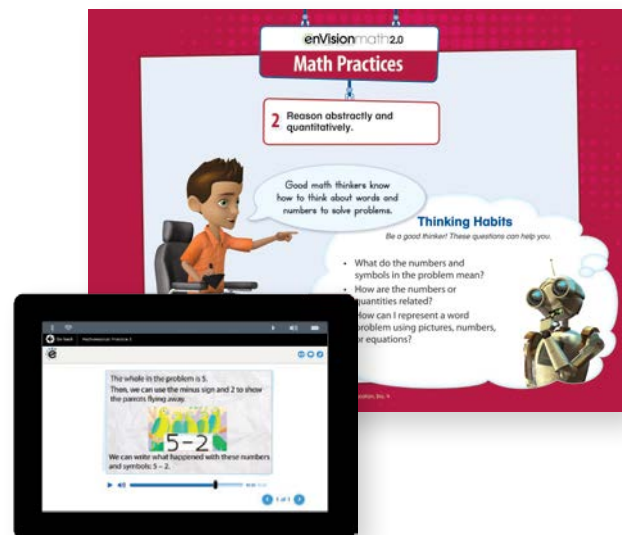 enVisionmath2.0
Math Practices
2 Reason abstractly and
quantitatively.
Good math thinkers know
how to think about words and
numbers to solve problems.
Thinking Habits
Be a good thinker! These questions can help you.
• What do the numbers and
symbols in the problem mean?
• How are the numbers or
quantities related?
How can I represent a word
problem using pictures, numbers,
or equations?
Go back Mathematical Practice 2
The whole in the problem is 5.
Then, we can use the minus sign and 2 to show
the parrots flying away.
5-2
We can write what happened with these numbers
and symbols: 5 – 2.
1 of 1